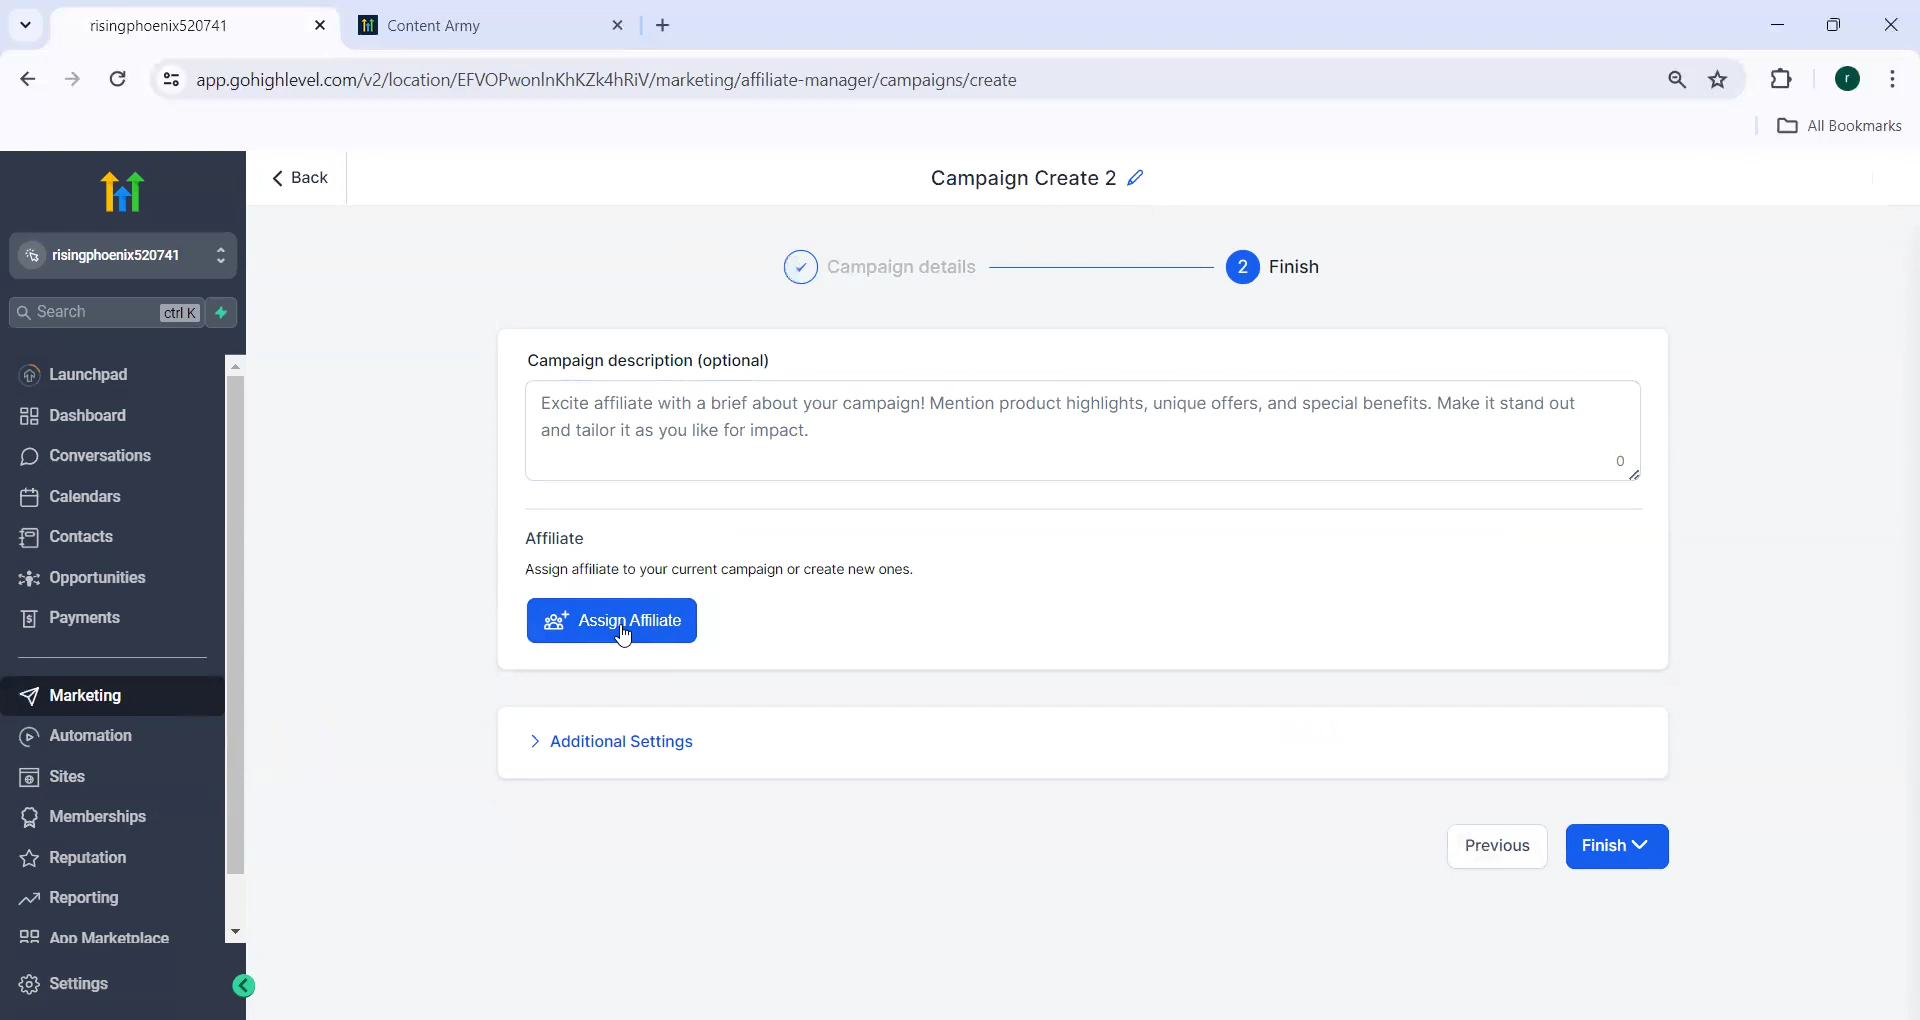 risingphoenix520741
Content Army
app.gohighlevel.com/v2/location/EFVOPwonlnKhKZk4hRiV/marketing/affiliate-manager/campaigns/create
r
All Bookmarks
Back
Campaign Create 2
risingphoenix520741
Search
ctrl K
Campaign details
2
Finish
Launchpad
Dashboard
Conversations
Calendars
Contacts
Opportunities
Payments
Marketing
Automation
Sites
Memberships
Reputation
Reporting
App Marketplace
Settings
Campaign description (optional)
Excite affiliate with a brief about your campaign! Mention product highlights, unique offers, and special benefits. Make it stand out
and tailor it as you like for impact.
0
Affiliate
Assign affiliate to your current campaign or create new ones.
Assign Affiliate
Additional Settings
Previous
Finish